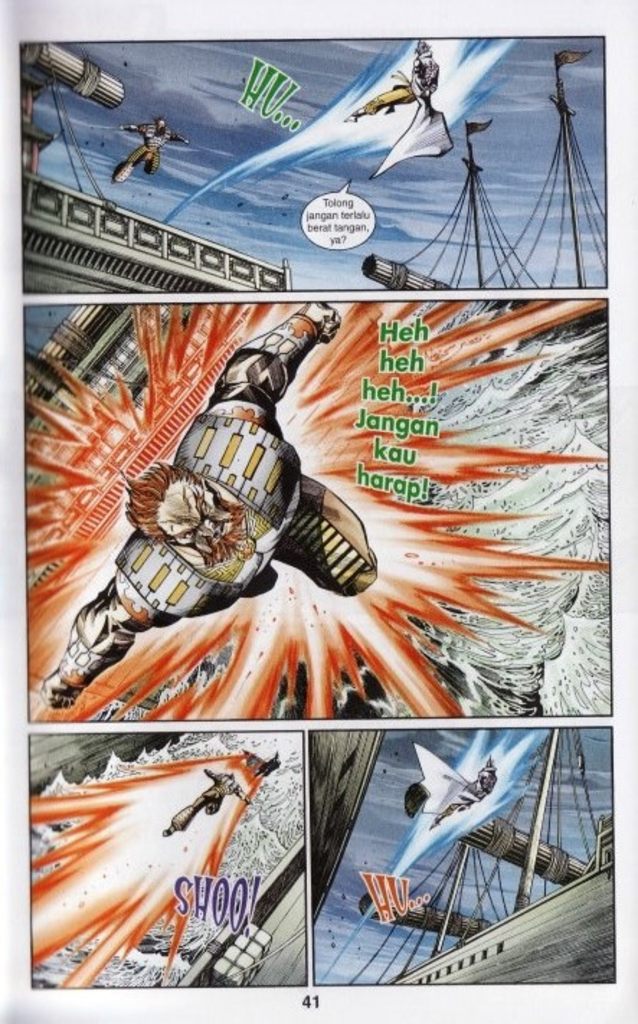 HU...
Tolong
jangan terlalu
berat tangan,
ya?
Heh
heh
heh...!
Jangan
kau
harap!
SHOO!
HU...
41